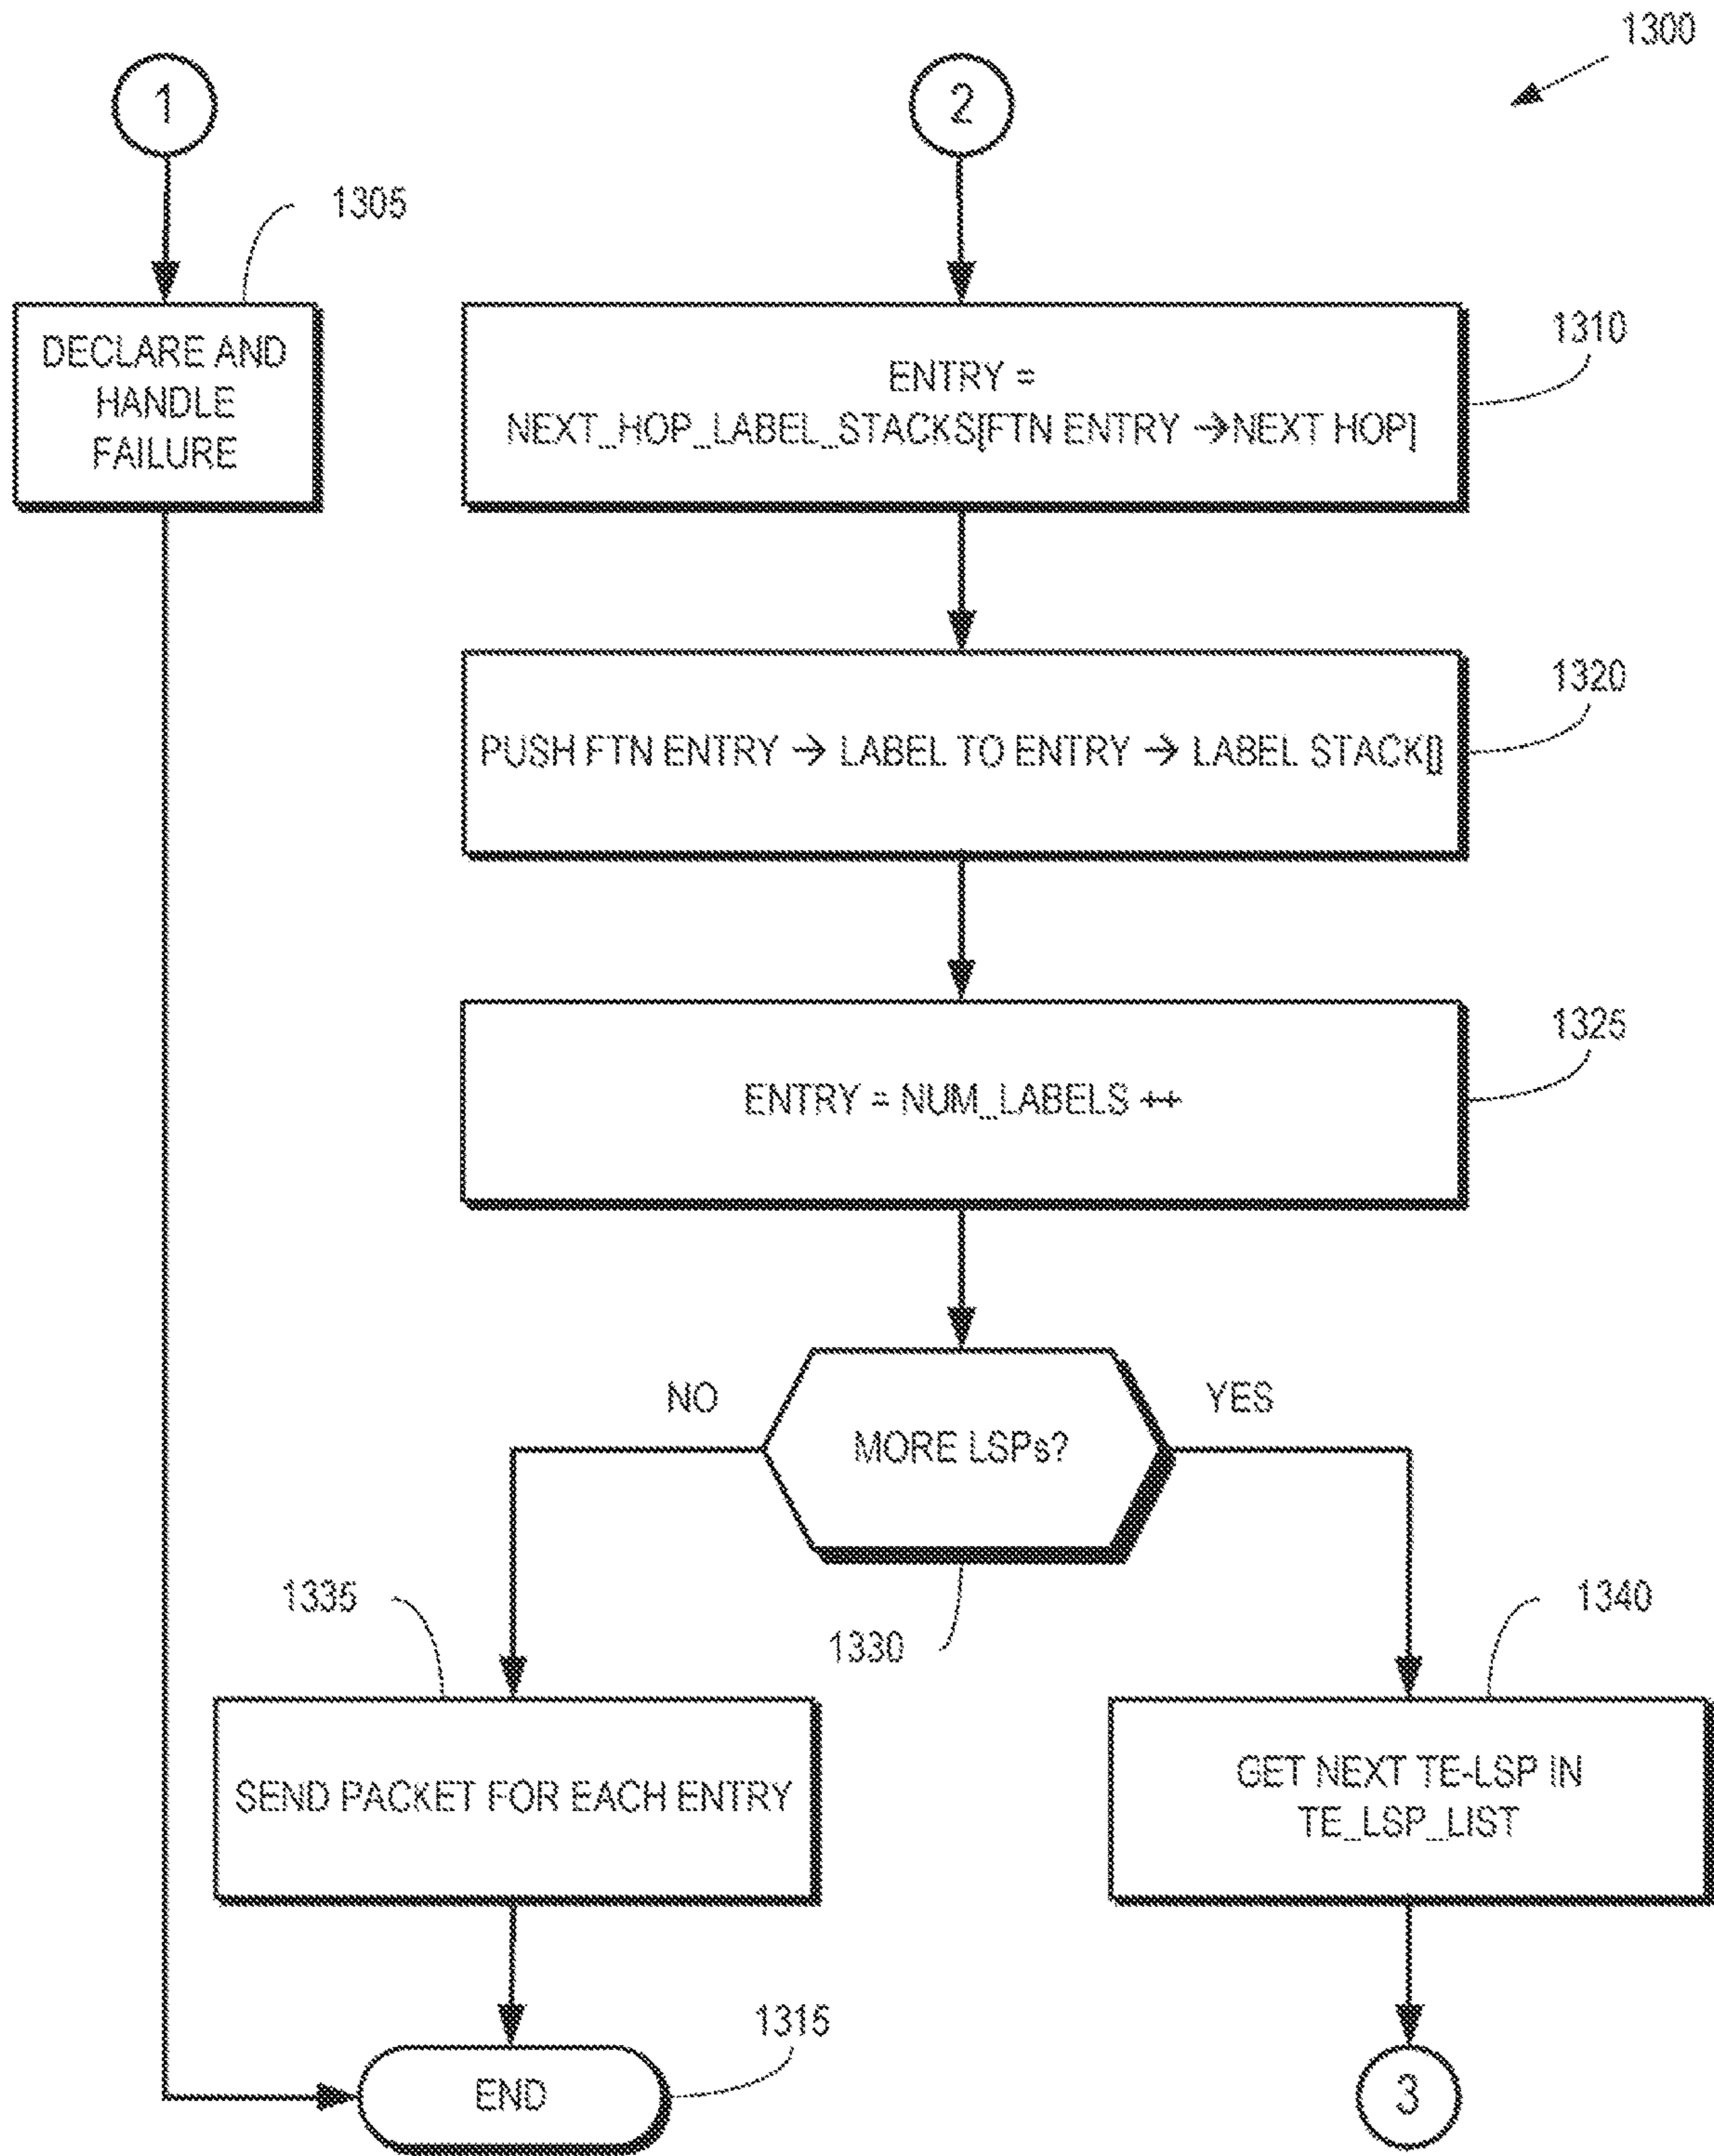 1300
1
2
1305
DECLARE AND
HANDLE
FAILURE
1310
ENTRY =
NEXT_HOP_LABEL_STACKS[FTN ENTRY →NEXT HOP]
1320
PUSH FTN ENTRY → LABEL TO ENTRY → LABEL STACK[]
1325
ENTRY = NUM_LABELS ++
NO
YES
MORE LSPs?
1335
1330
1340
SEND PACKET FOR EACH ENTRY
GET NEXT TE-LSP IN
TE_LSP_LIST
1315
END
3